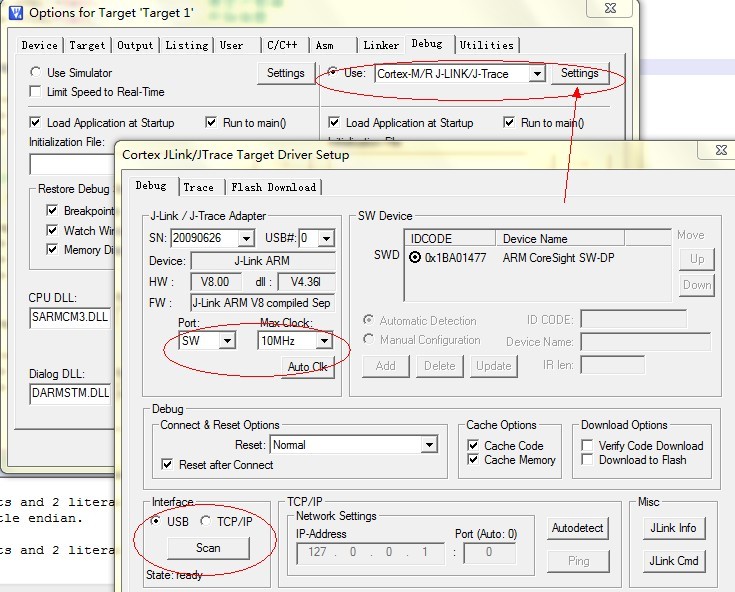 Options for Target 'Target 1'
Device Target Output Listing User C/C++ Asm Linker Debug Utilities
Use Simulator Settings Use: Cortex-M/R J-LINK/J-Trace Settings
Limit Speed to Real-Time
Load Application at Startup Run to main() Load Application at Startup Run to main()
Initialization File:
Cortex JLink/JTrace Target Driver Setup
Restore Debug
Breakpoint
Watch Win
Memory Di
CPU DLL:
SARMCM3.DLL
Dialog DLL:
DARMSTM.DLL
Debug Trace Flash Download
J-Link / J-Trace Adapter
SN: 20090626 USB#: 0
Device: J-Link ARM
HW : V8.00 dll : V4.36l
FW : J-Link ARM V8 compiled Sep
Port: Max Clock:
SW 10MHz
Auto Clk
SW Device
IDCODE Device Name
SWD 0x1BA01477 ARM CoreSight SW-DP
Move
Up
Down
Automatic Detection ID CODE:
Manual Configuration Device Name:
Add Delete Update IR len:
Debug
Connect & Reset Options
Reset: Normal
Reset after Connect
Cache Options
Cache Code
Cache Memory
Download Options
Verify Code Download
Download to Flash
Interface
USB TCP/IP
Scan
State: ready
TCP/IP
Network Settings
IP-Address Port (Auto: 0)
127 . 0 . 0 . 1 : 0
Autodetect
Ping
Misc
JLink Info
JLink Cmd
ts and 2 litera
tle endian.
ts and 2 litera